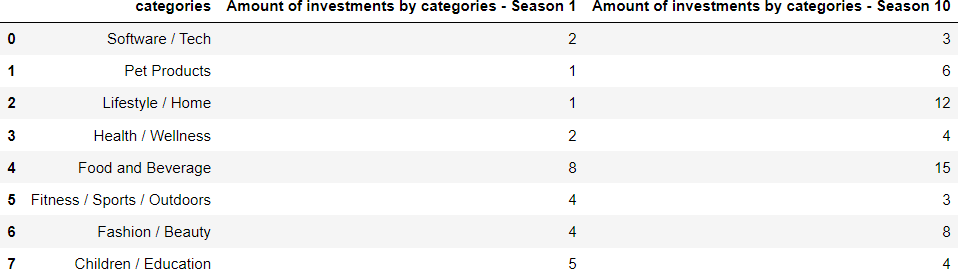 categories Amount of investments by categories - Season 1 Amount of investments by categories - Season 10
0 Software / Tech 2 3
1 Pet Products 1 6
2 Lifestyle / Home 1 12
3 Health / Wellness 2 4
4 Food and Beverage 8 15
5 Fitness / Sports / Outdoors 4 3
6 Fashion / Beauty 4 8
7 Children / Education 5 4